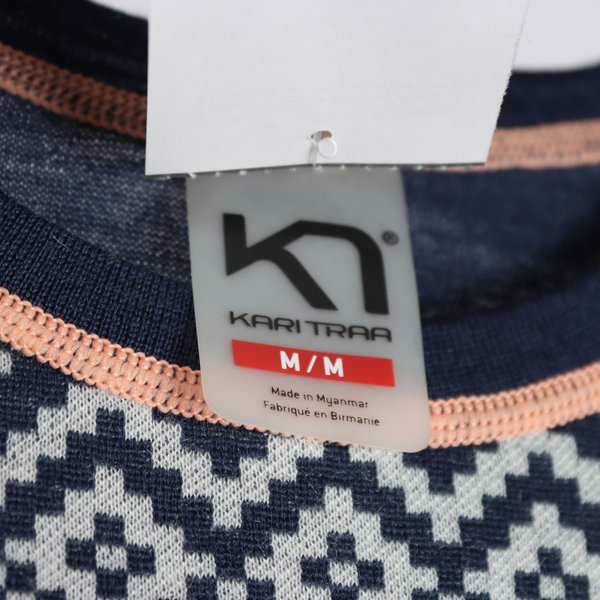 KARI TRAA
M/M
Made in Myanmar
Fabriqué en Birmanie